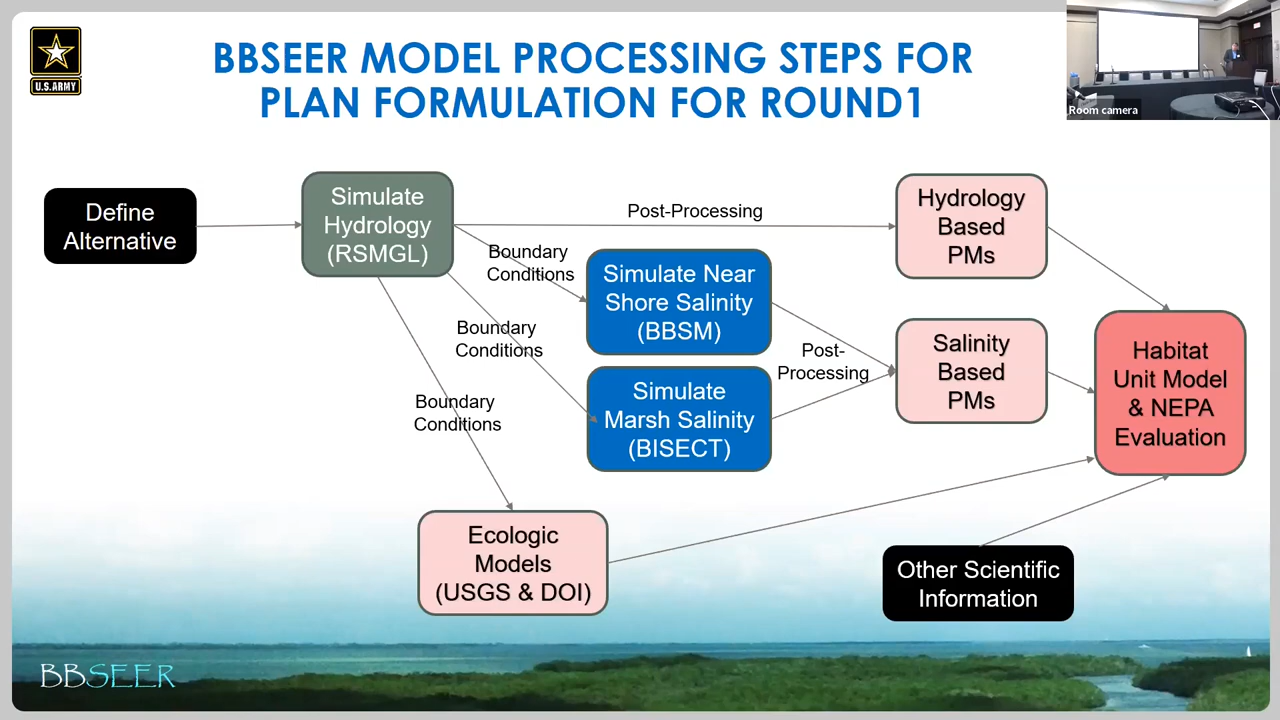 U.S.ARMY
BBSEER MODEL PROCESSING STEPS FOR
PLAN FORMULATION FOR ROUND1
Room camera
Define
Alternative
Simulate
Hydrology
(RSMGL)
Post-Processing
Hydrology
Based
PMs
Boundary
Conditions
Simulate Near
Shore Salinity
(BBSM)
Boundary
Conditions
Post-
Processing
Salinity
Based
PMs
Habitat
Unit Model
& NEPA
Evaluation
Simulate
Marsh Salinity
(BISECT)
Boundary
Conditions
Ecologic
Models
(USGS & DOI)
Other Scientific
Information
BBSEER